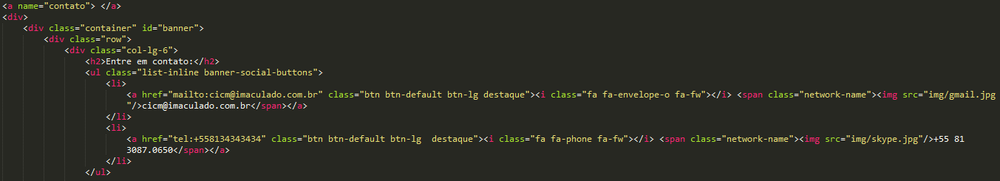 <a name="contato"> </a>
<div>
<div class="container" id="banner">
<div class="row">
<div class="col-lg-6">
<h2>Entre em contato:</h2>
<ul class="list-inline banner-social-buttons">
<li>
<a href="mailto:cicm@imaculado.com.br" class="btn btn-default btn-lg destaque"><i class="fa fa-envelope-o fa-fw"></i> <span class="network-name"><img src="img/gmail.jpg
"/>cicm@imaculado.com.br</span></a>
</li>
<li>
<a href="tel:+558134343434" class="btn btn-default btn-lg  destaque"><i class="fa fa-phone fa-fw"></i> <span class="network-name"><img src="img/skype.jpg"/>+55 81
3087.0650</span></a>
</li>
</ul>